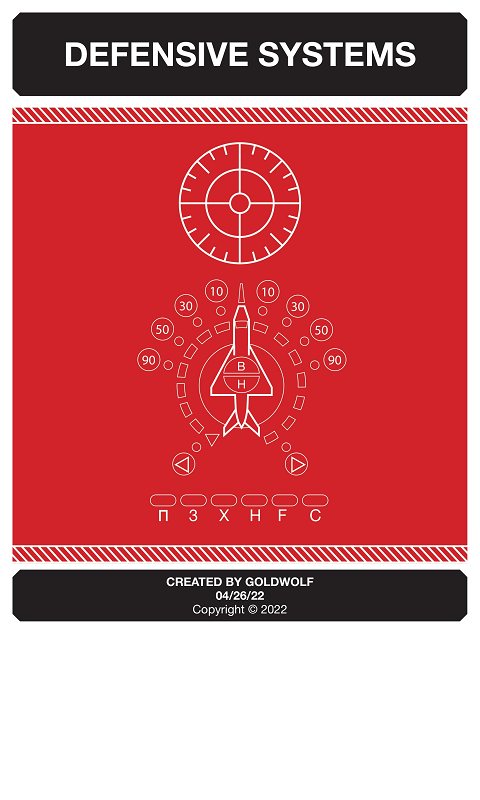 DEFENSIVE SYSTEMS
10 10
30 30
50 50
90 90
В
Н
П З Х Н F С
CREATED BY GOLDWOLF
04/26/22
Copyright © 2022